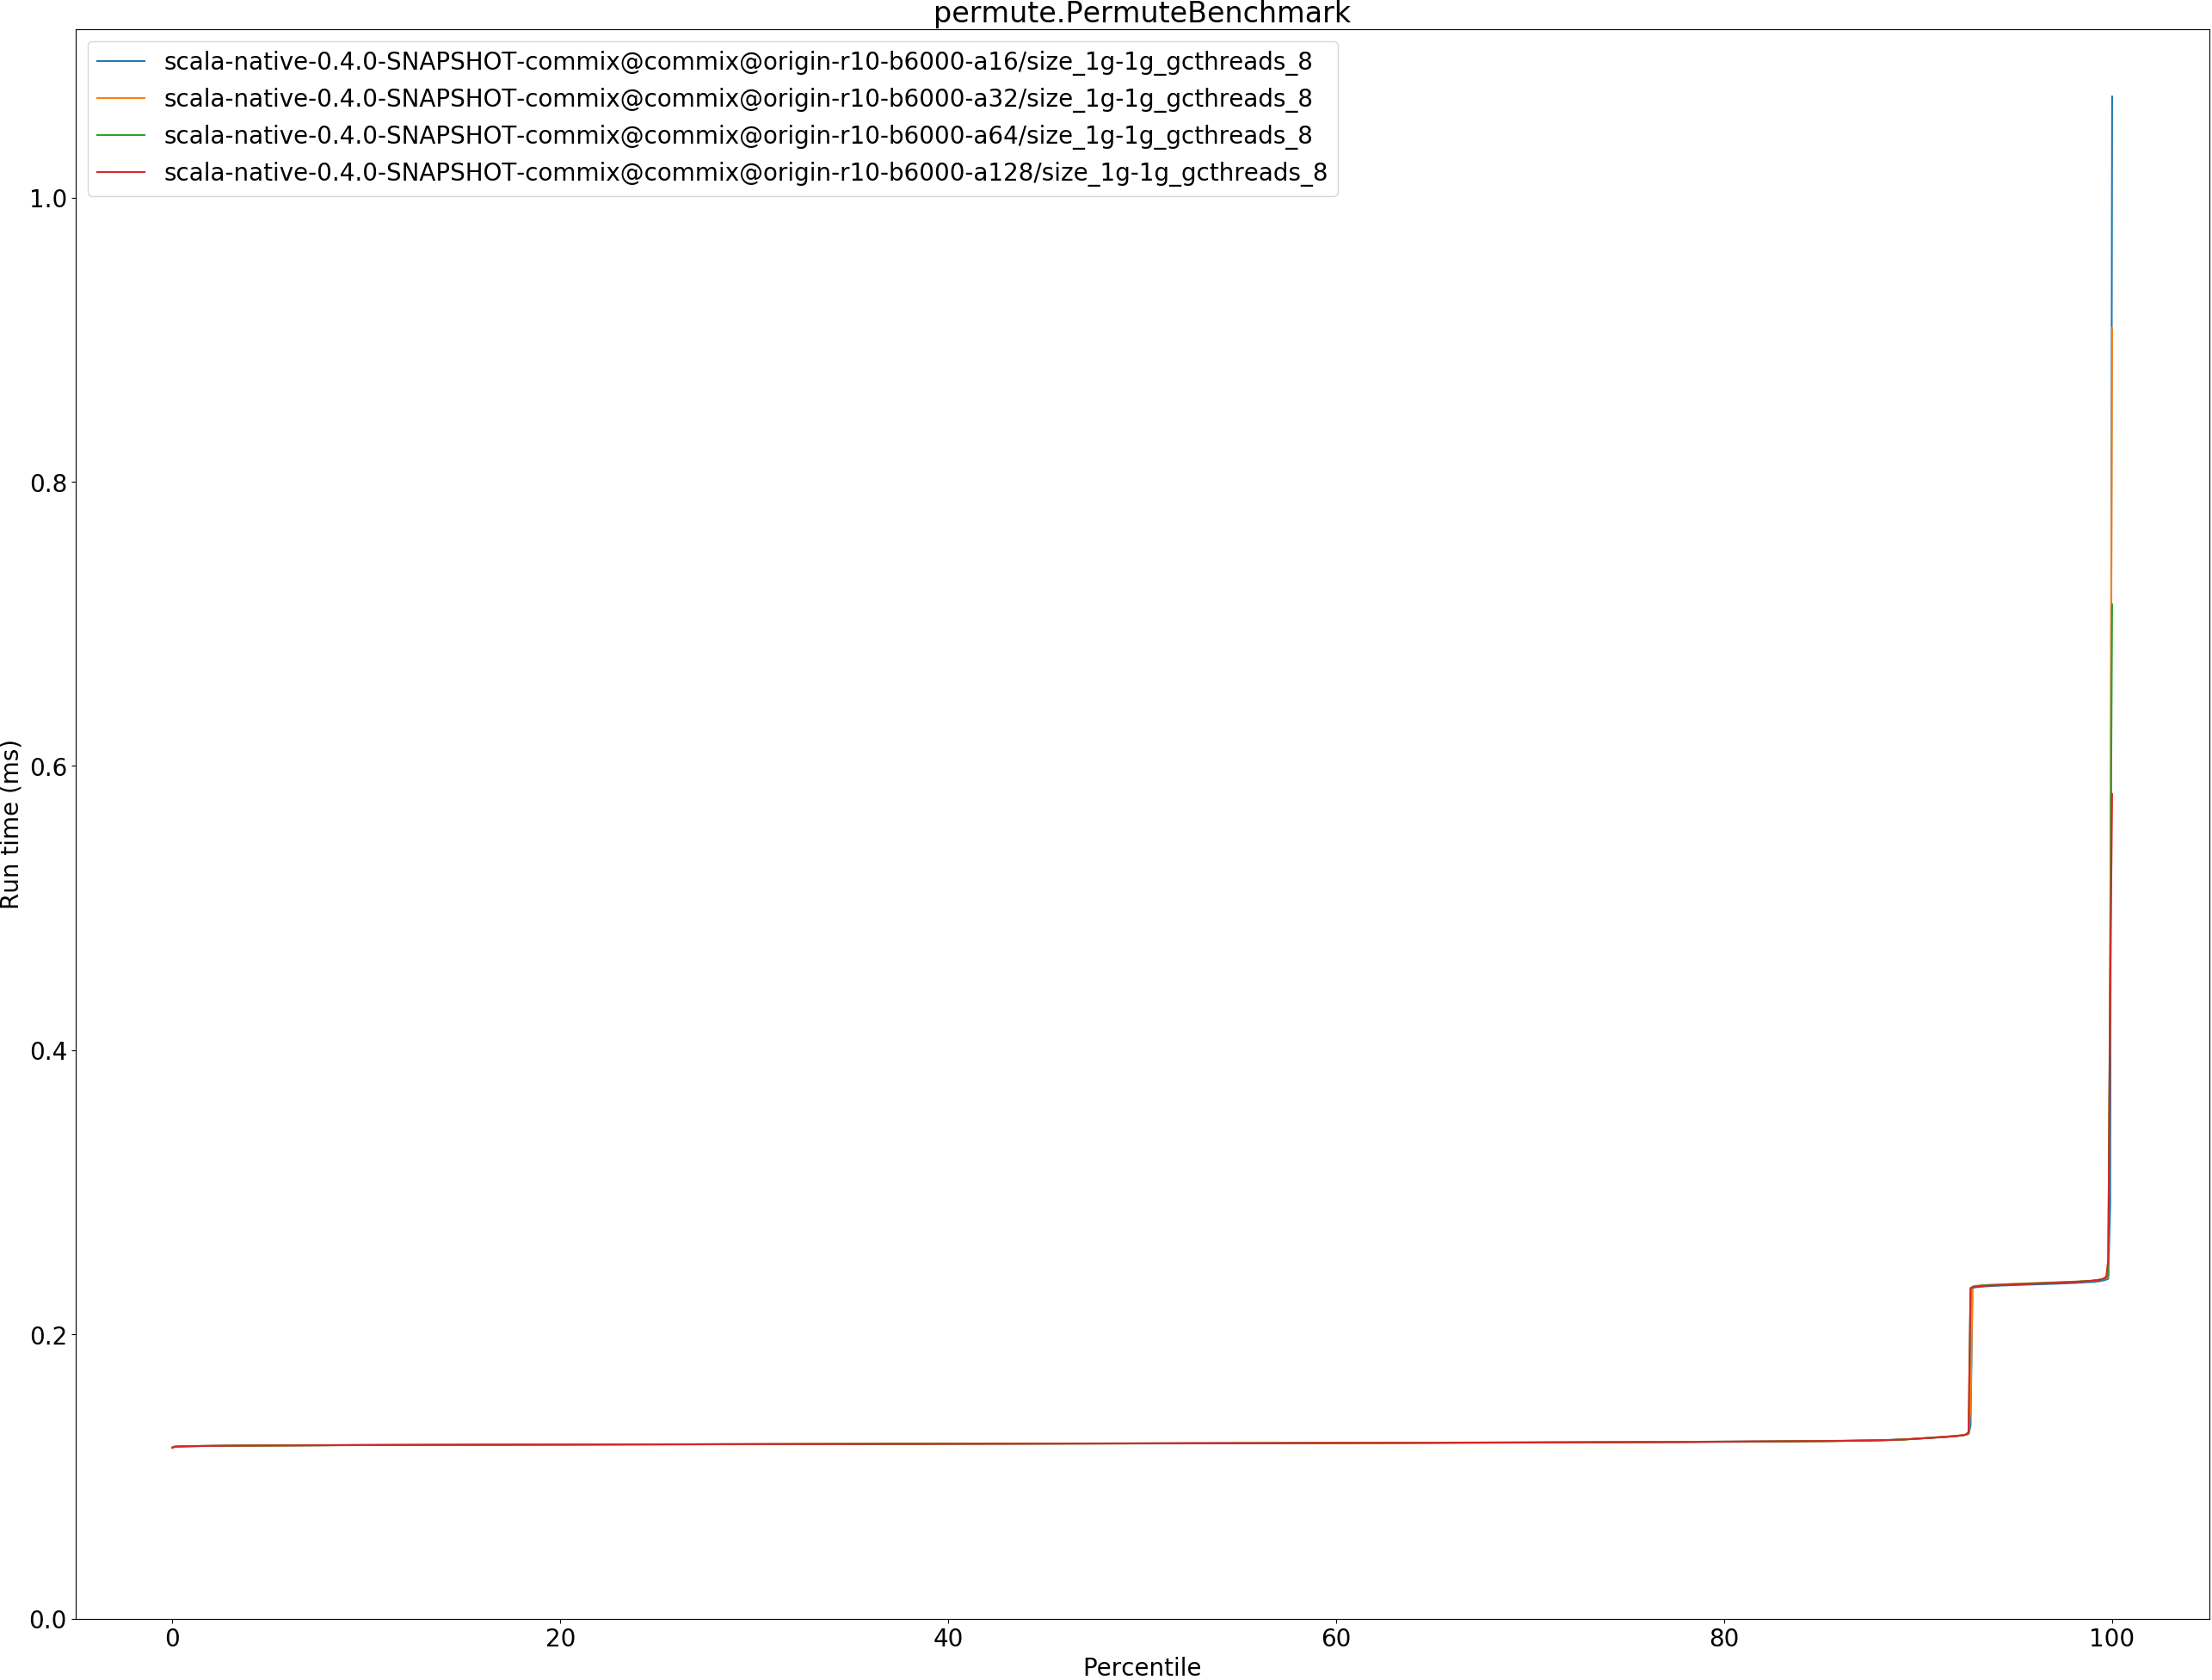 permute.PermuteBenchmark
scala-native-0.4.0-SNAPSHOT-commix@commix@origin-r10-b6000-a16/size_1g-1g_gcthreads_8
scala-native-0.4.0-SNAPSHOT-commix@commix@origin-r10-b6000-a32/size_1g-1g_gcthreads_8
scala-native-0.4.0-SNAPSHOT-commix@commix@origin-r10-b6000-a64/size_1g-1g_gcthreads_8
scala-native-0.4.0-SNAPSHOT-commix@commix@origin-r10-b6000-a128/size_1g-1g_gcthreads_8
1.0
0.8
0.6
0.4
0.2
0.0
Run time (ms)
0 20 40 60 80 100
Percentile